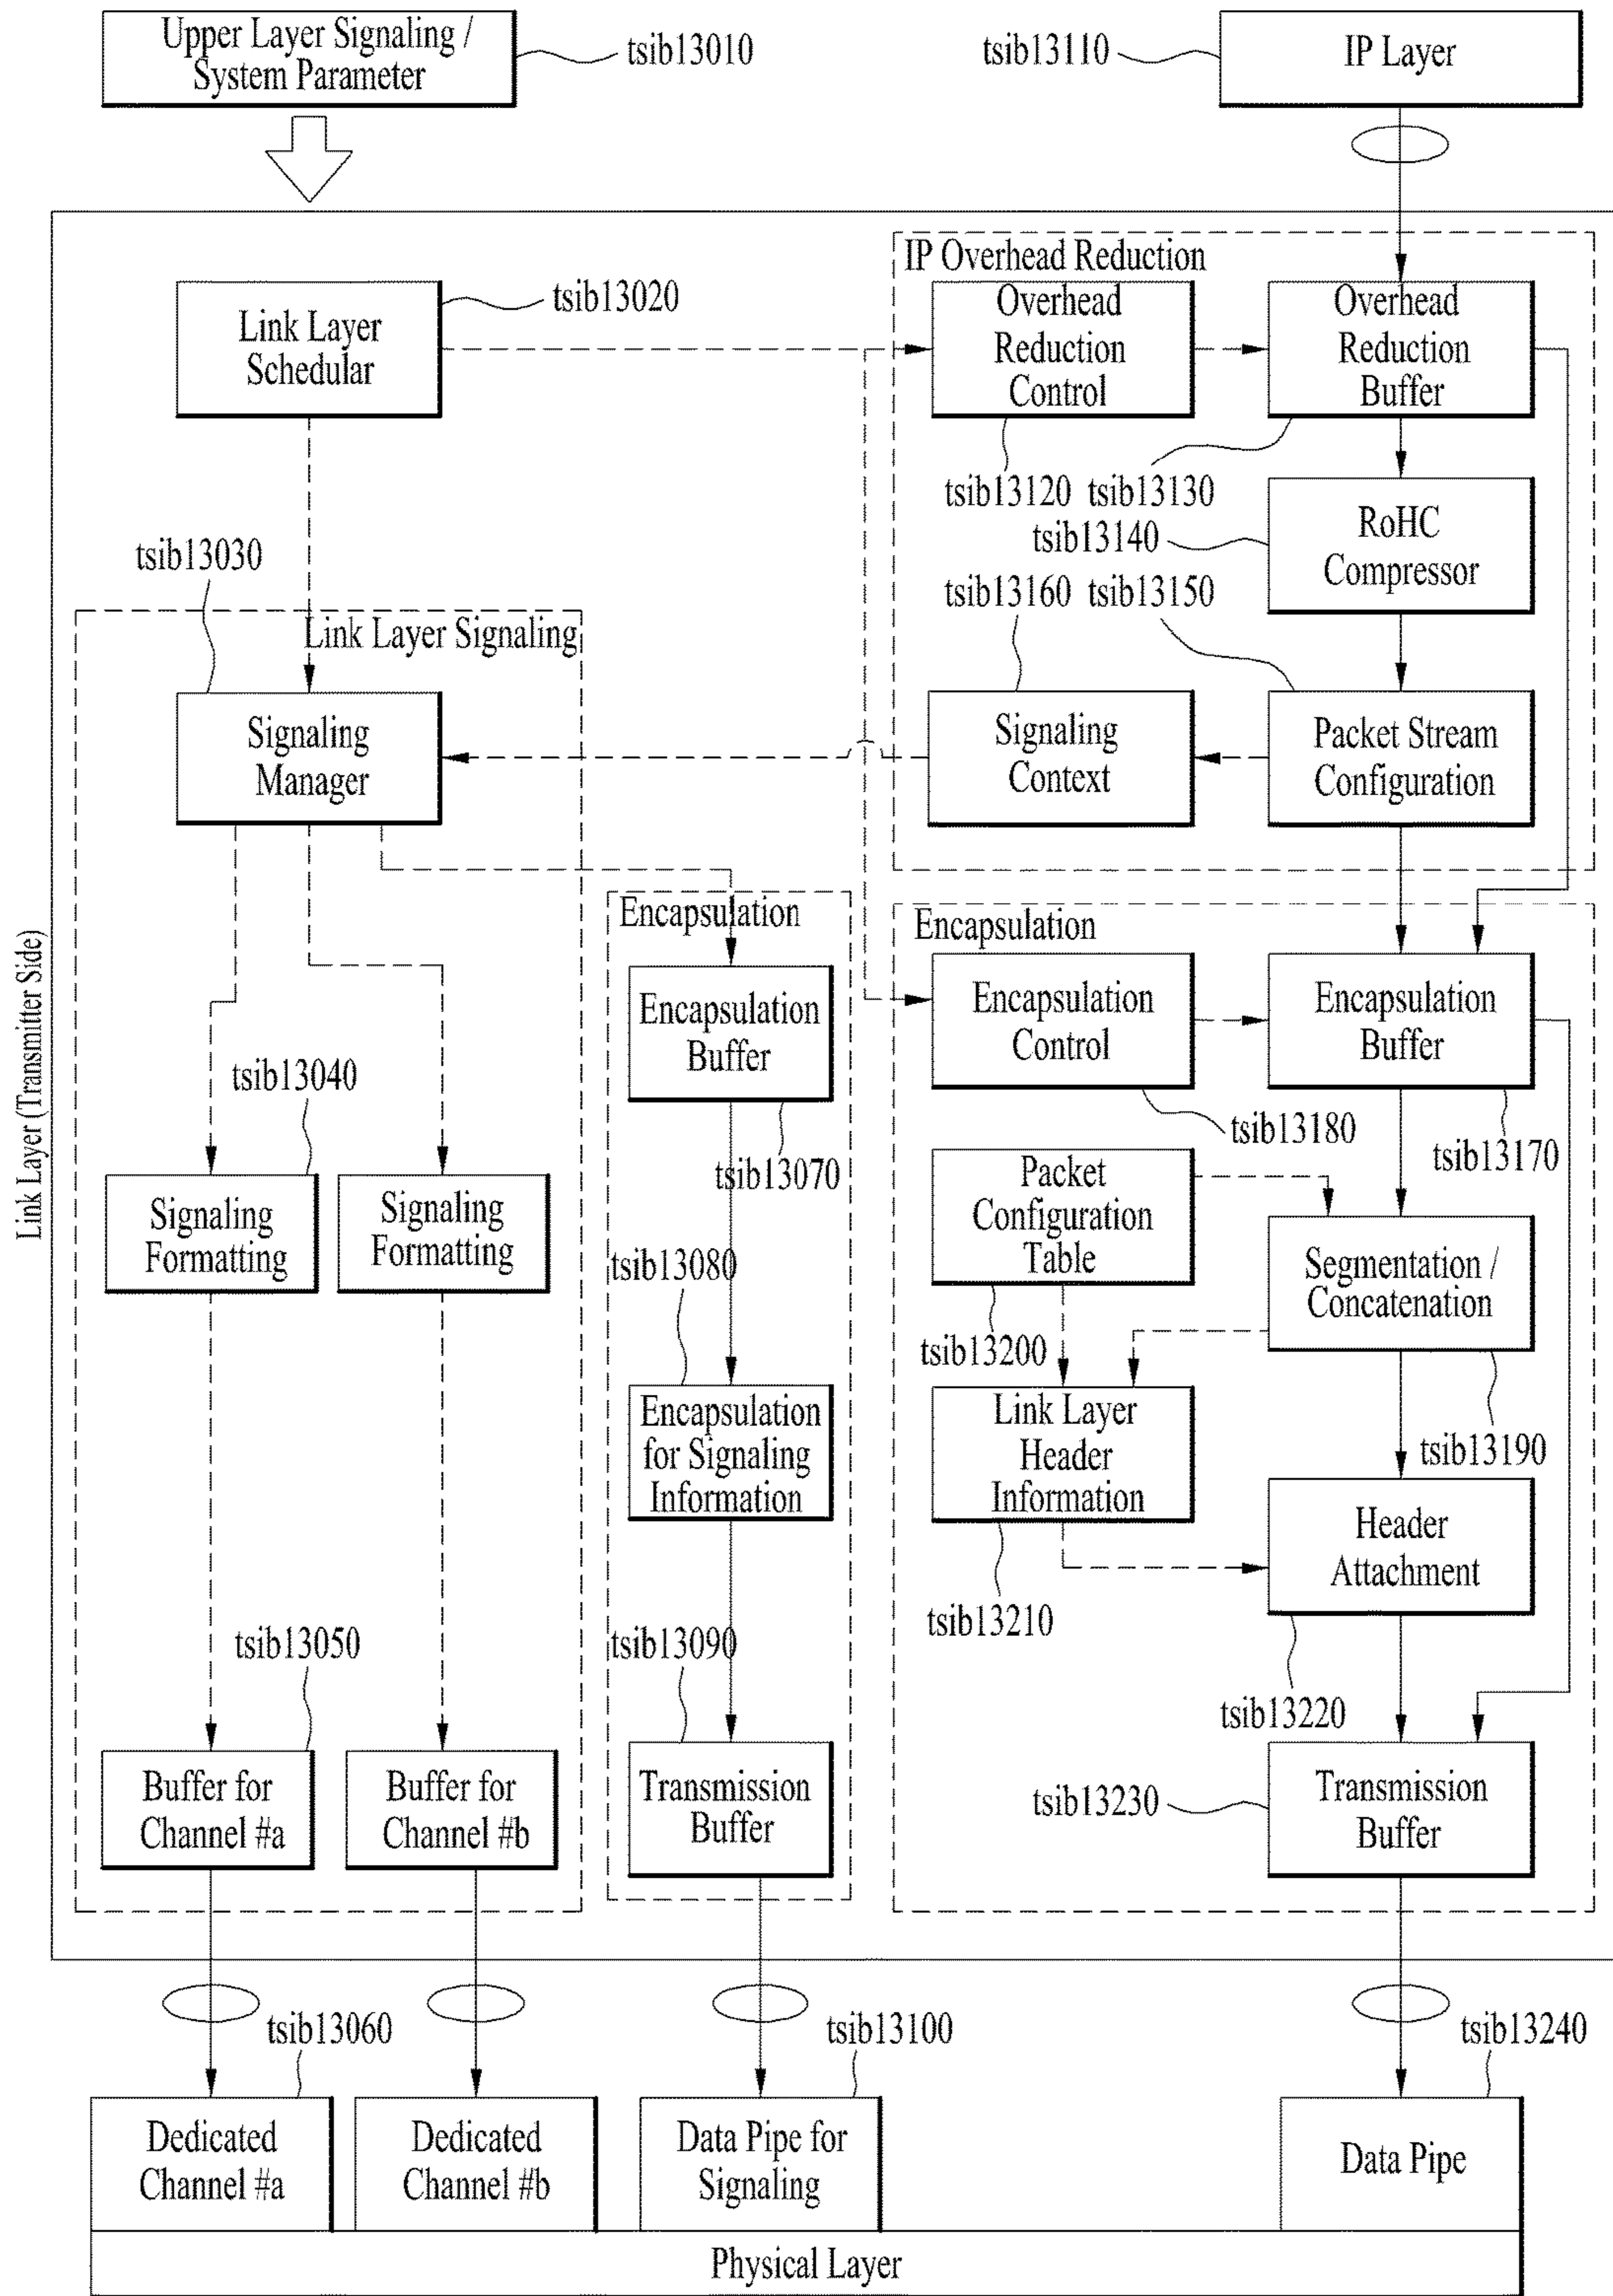 Upper Layer Signaling /
System Parameter
tsib13010
tsib13110
IP Layer
Link Layer (Transmitter Side)
IP Overhead Reduction
Link Layer
Schedular
tsib13020
Overhead
Reduction
Control
Overhead
Reduction
Buffer
tsib13120
tsib13130
tsib13140
RoHC
Compressor
tsib13030
tsib13160
tsib13150
Link Layer Signaling
Signaling
Manager
Signaling
Context
Packet Stream
Configuration
Encapsulation
Encapsulation
Encapsulation
Buffer
Encapsulation
Control
Encapsulation
Buffer
tsib13040
tsib13070
tsib13180
tsib13170
Signaling
Formatting
Signaling
Formatting
Packet
Configuration
Table
Segmentation /
Concatenation
tsib13080
tsib13200
Encapsulation
for Signaling
Information
Link Layer
Header
Information
tsib13190
Header
Attachment
tsib13210
tsib13050
tsib13090
tsib13220
Buffer for
Channel #a
Buffer for
Channel #b
Transmission
Buffer
tsib13230
Transmission
Buffer
tsib13060
tsib13100
tsib13240
Dedicated
Channel #a
Dedicated
Channel #b
Data Pipe for
Signaling
Data Pipe
Physical Layer